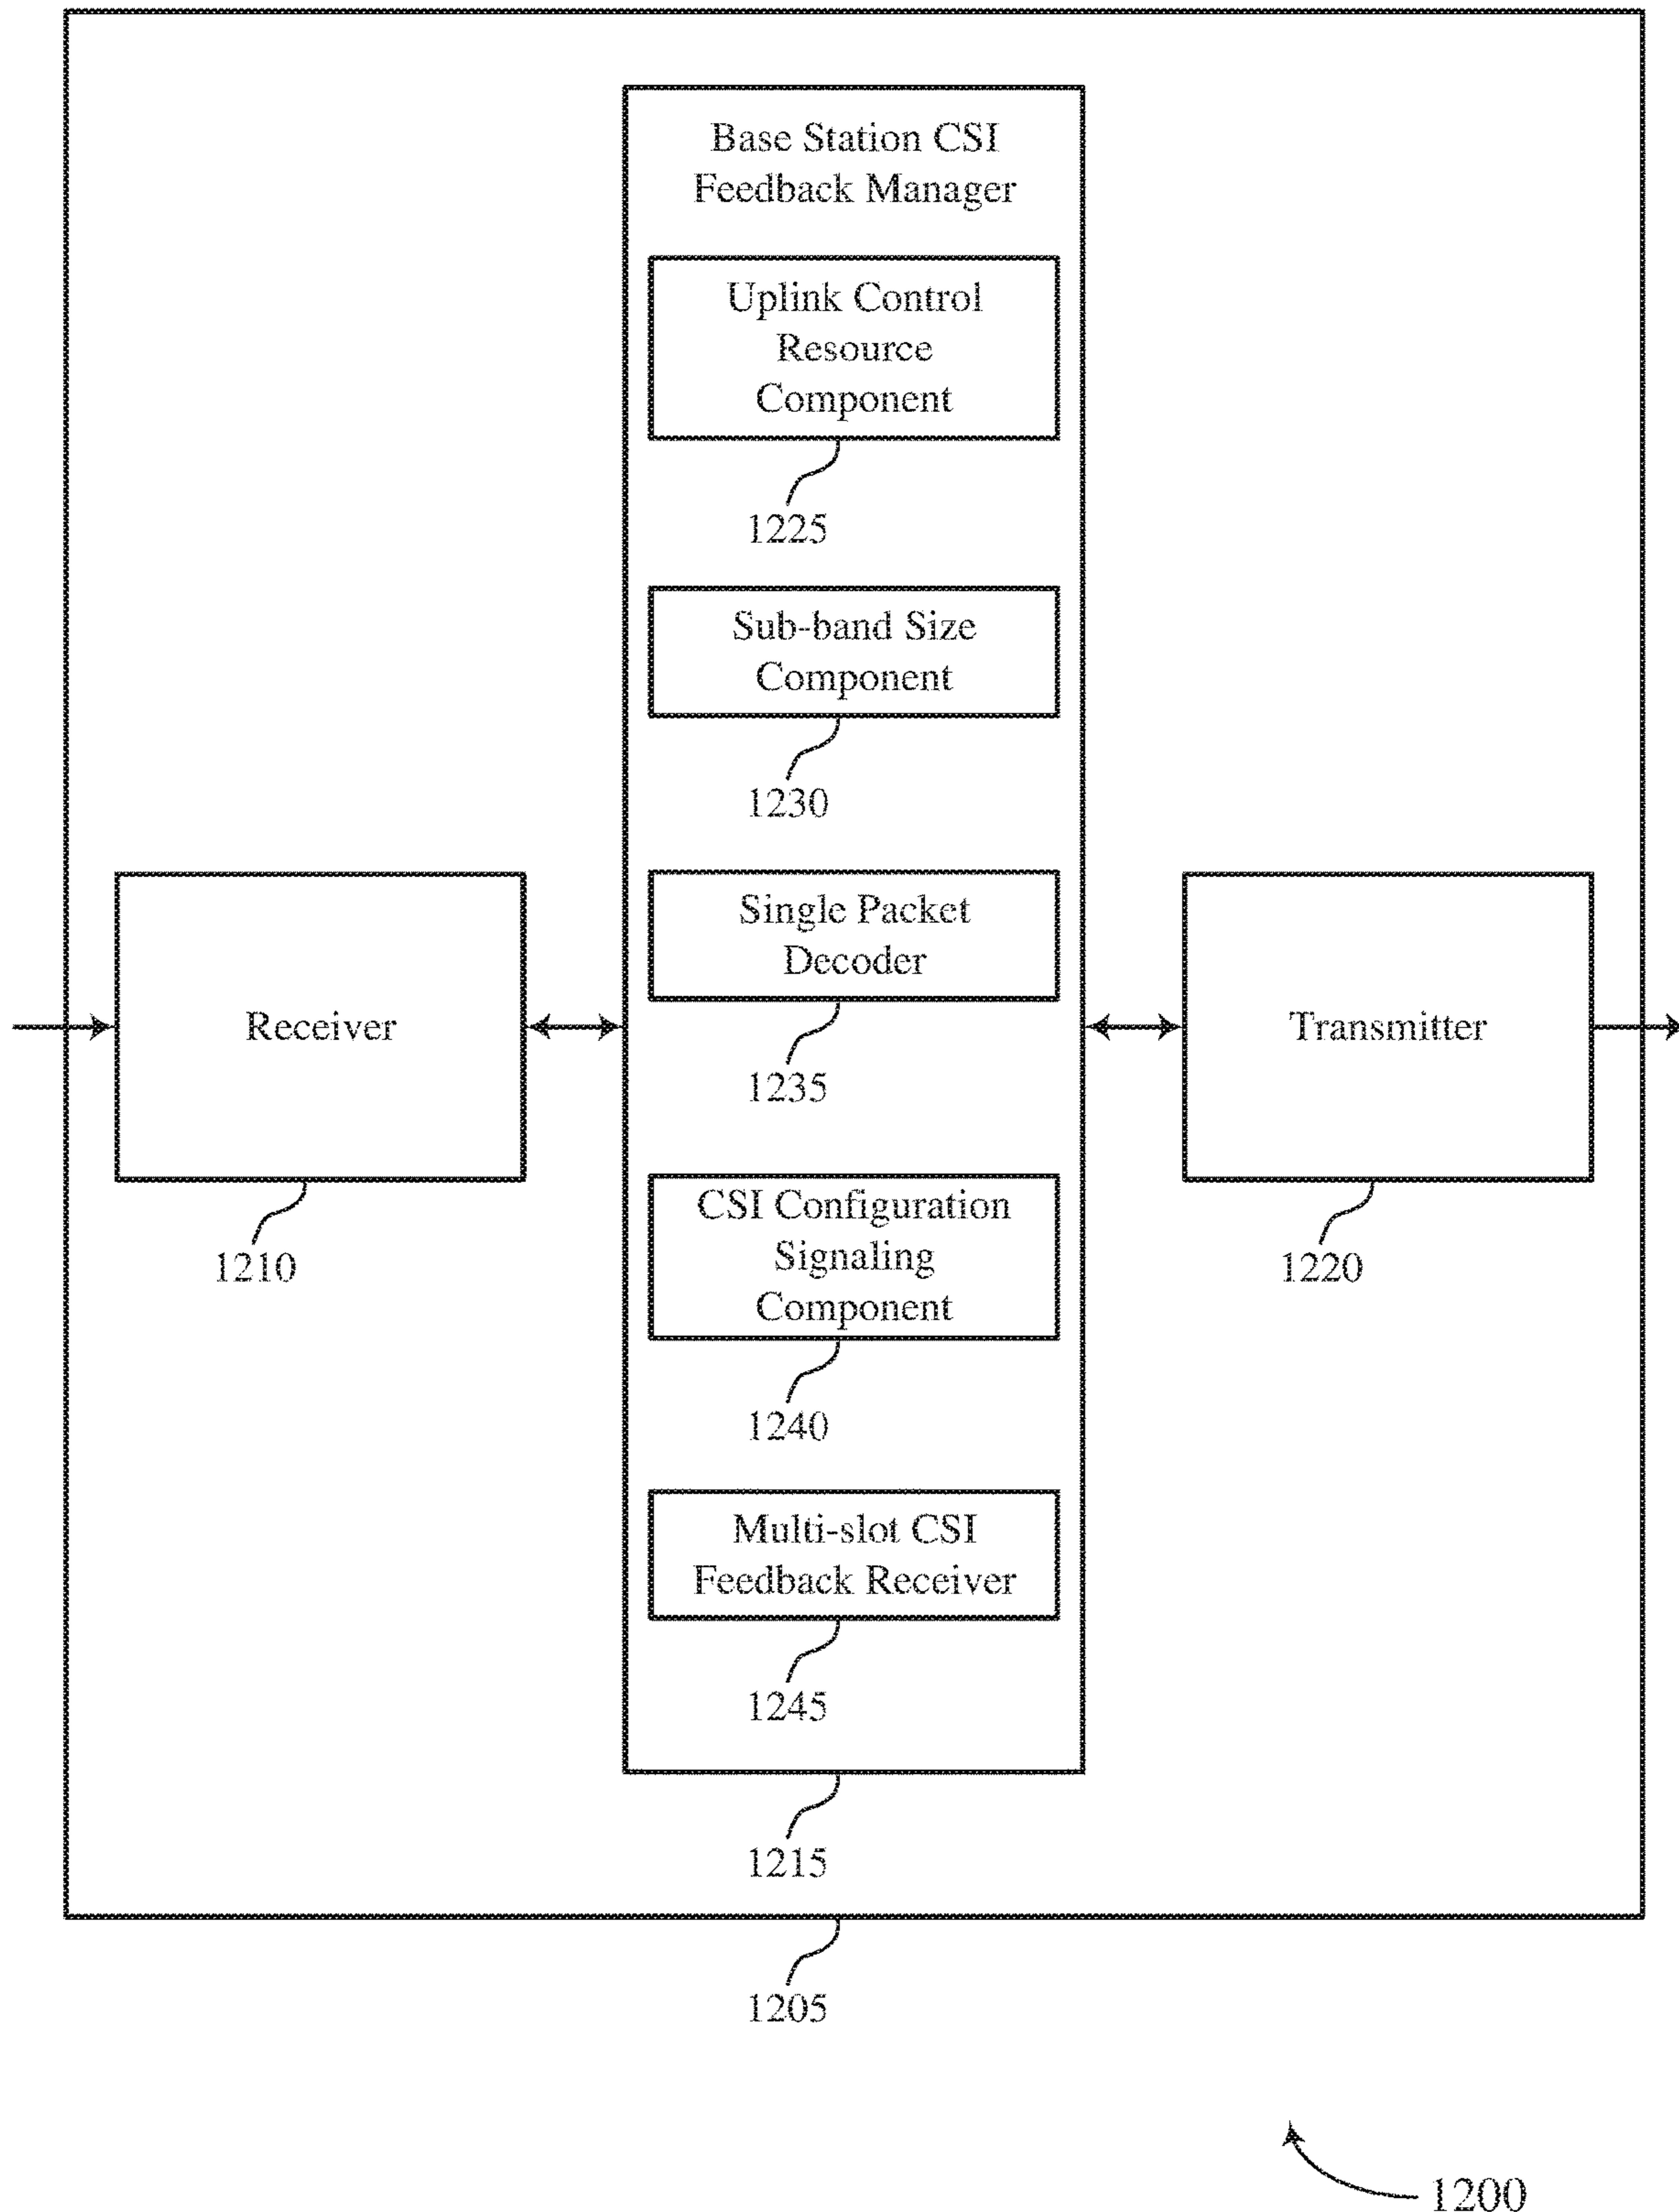 Base Station CSI
Feedback Manager
Uplink Control
Resource
Component
1225
Sub-band Size
Component
1230
Single Packet
Decoder
1235
Receiver
1210
Transmitter
1220
CSI Configuration
Signaling
Component
1240
Multi-slot CSI
Feedback Receiver
1245
1215
1205
1200